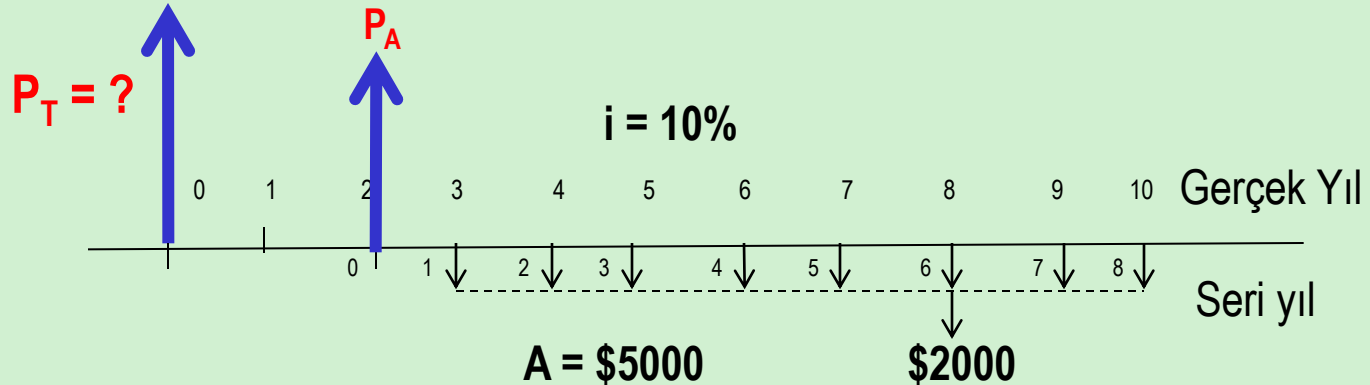 P_A
P_T = ?
i = 10%
0 1 2 3 4 5 6 7 8 9 10 Gerçek Yıl
0 1 2 3 4 5 6 7 8
Seri yıl
A = $5000 $2000